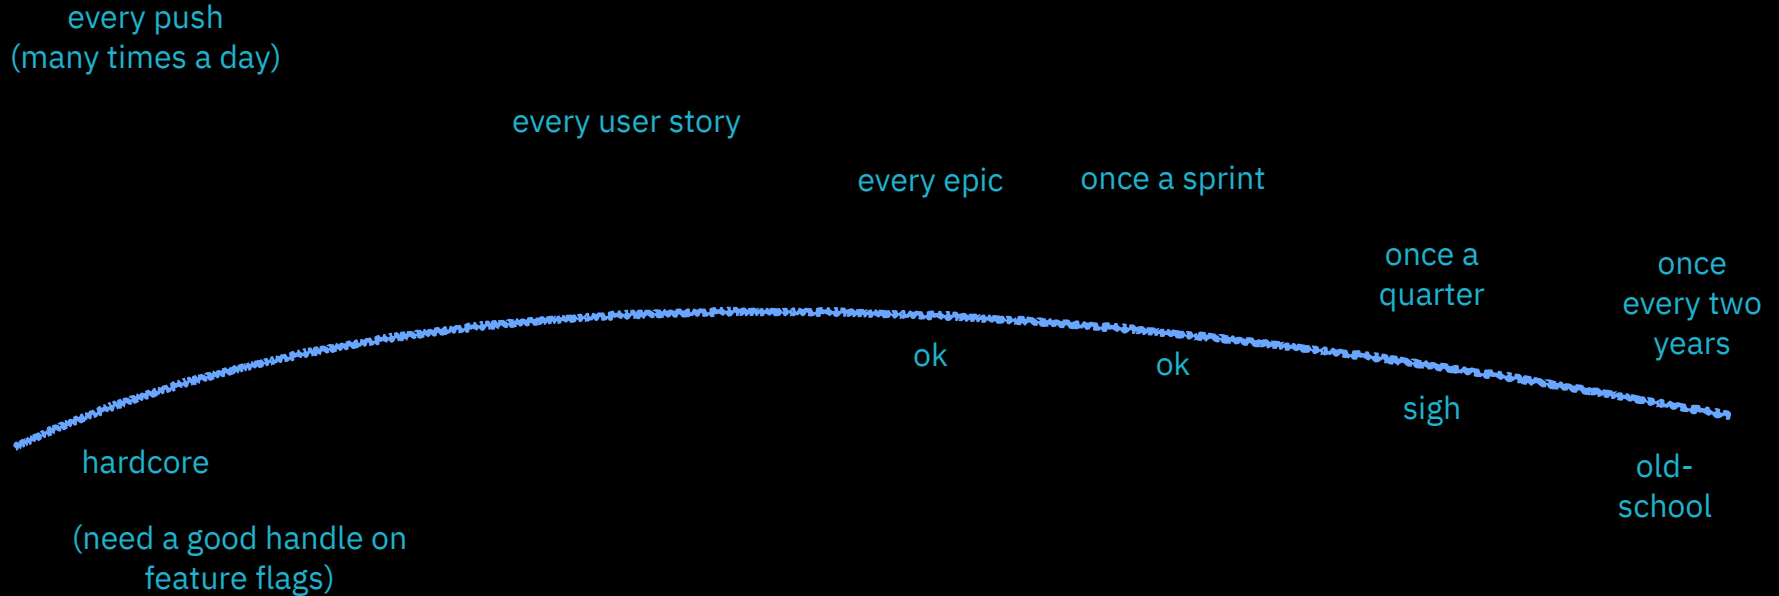 every push
(many times a day)
every user story
every epic
once a sprint
once a
quarter
once
every two
years
ok
ok
sigh
hardcore
(need a good handle on
feature flags)
old-
school